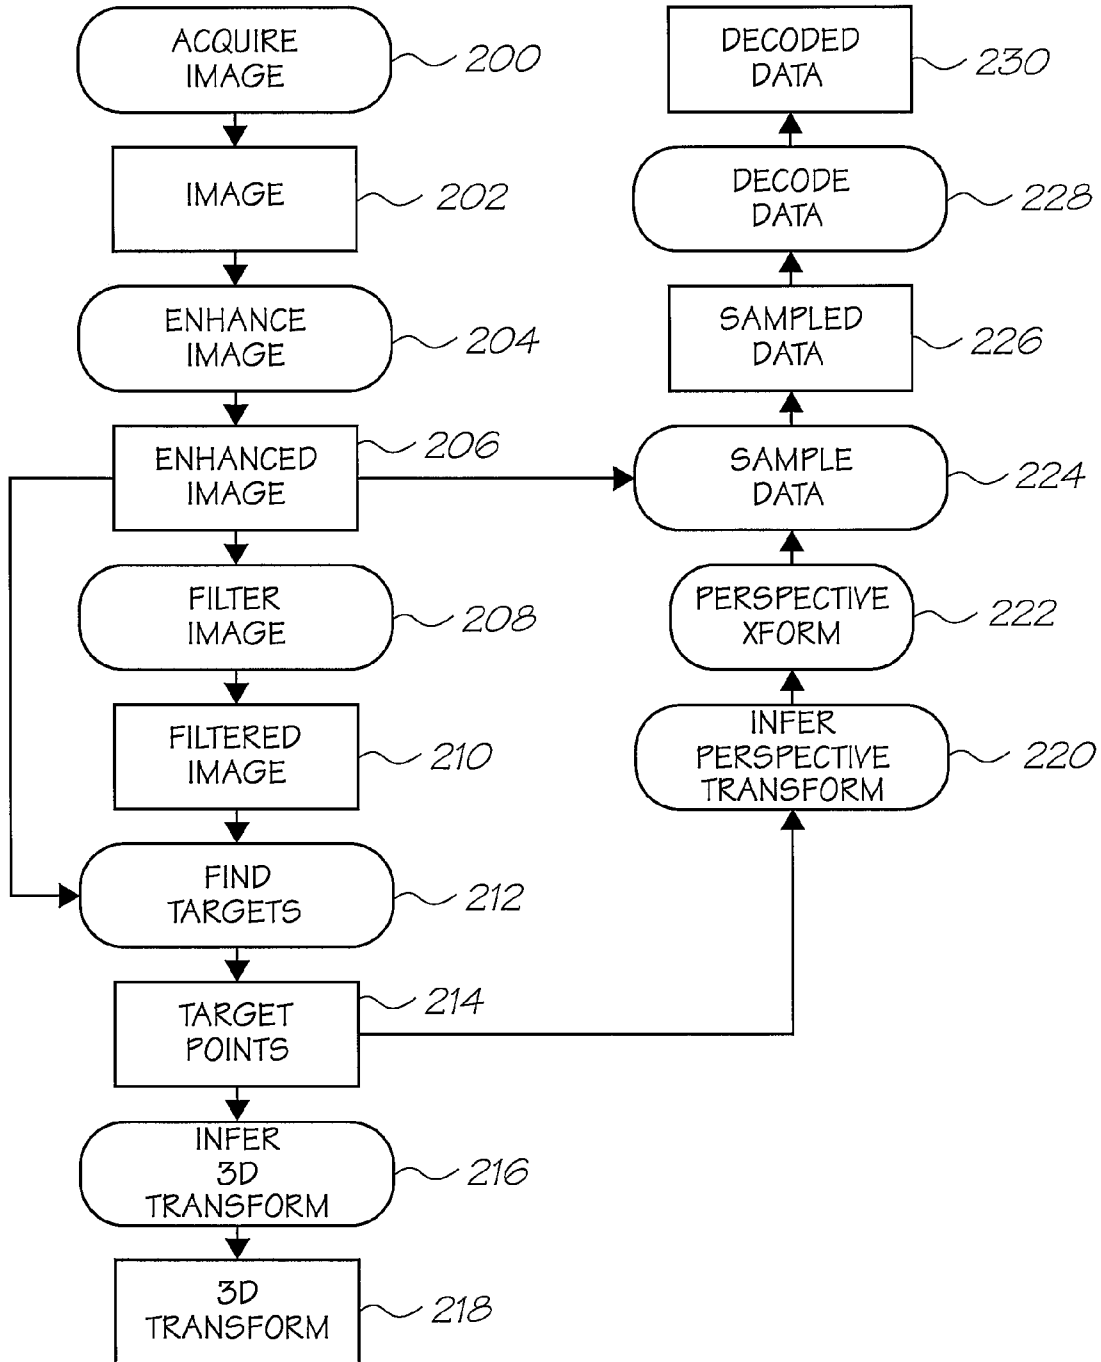 ACQUIRE
IMAGE
200
IMAGE
202
ENHANCE
IMAGE
204
ENHANCED
IMAGE
206
FILTER
IMAGE
208
FILTERED
IMAGE
210
FIND
TARGETS
212
TARGET
POINTS
214
INFER
3D
TRANSFORM
216
3D
TRANSFORM
218
DECODED
DATA
230
DECODE
DATA
228
SAMPLED
DATA
226
SAMPLE
DATA
224
PERSPECTIVE
XFORM
222
INFER
PERSPECTIVE
TRANSFORM
220